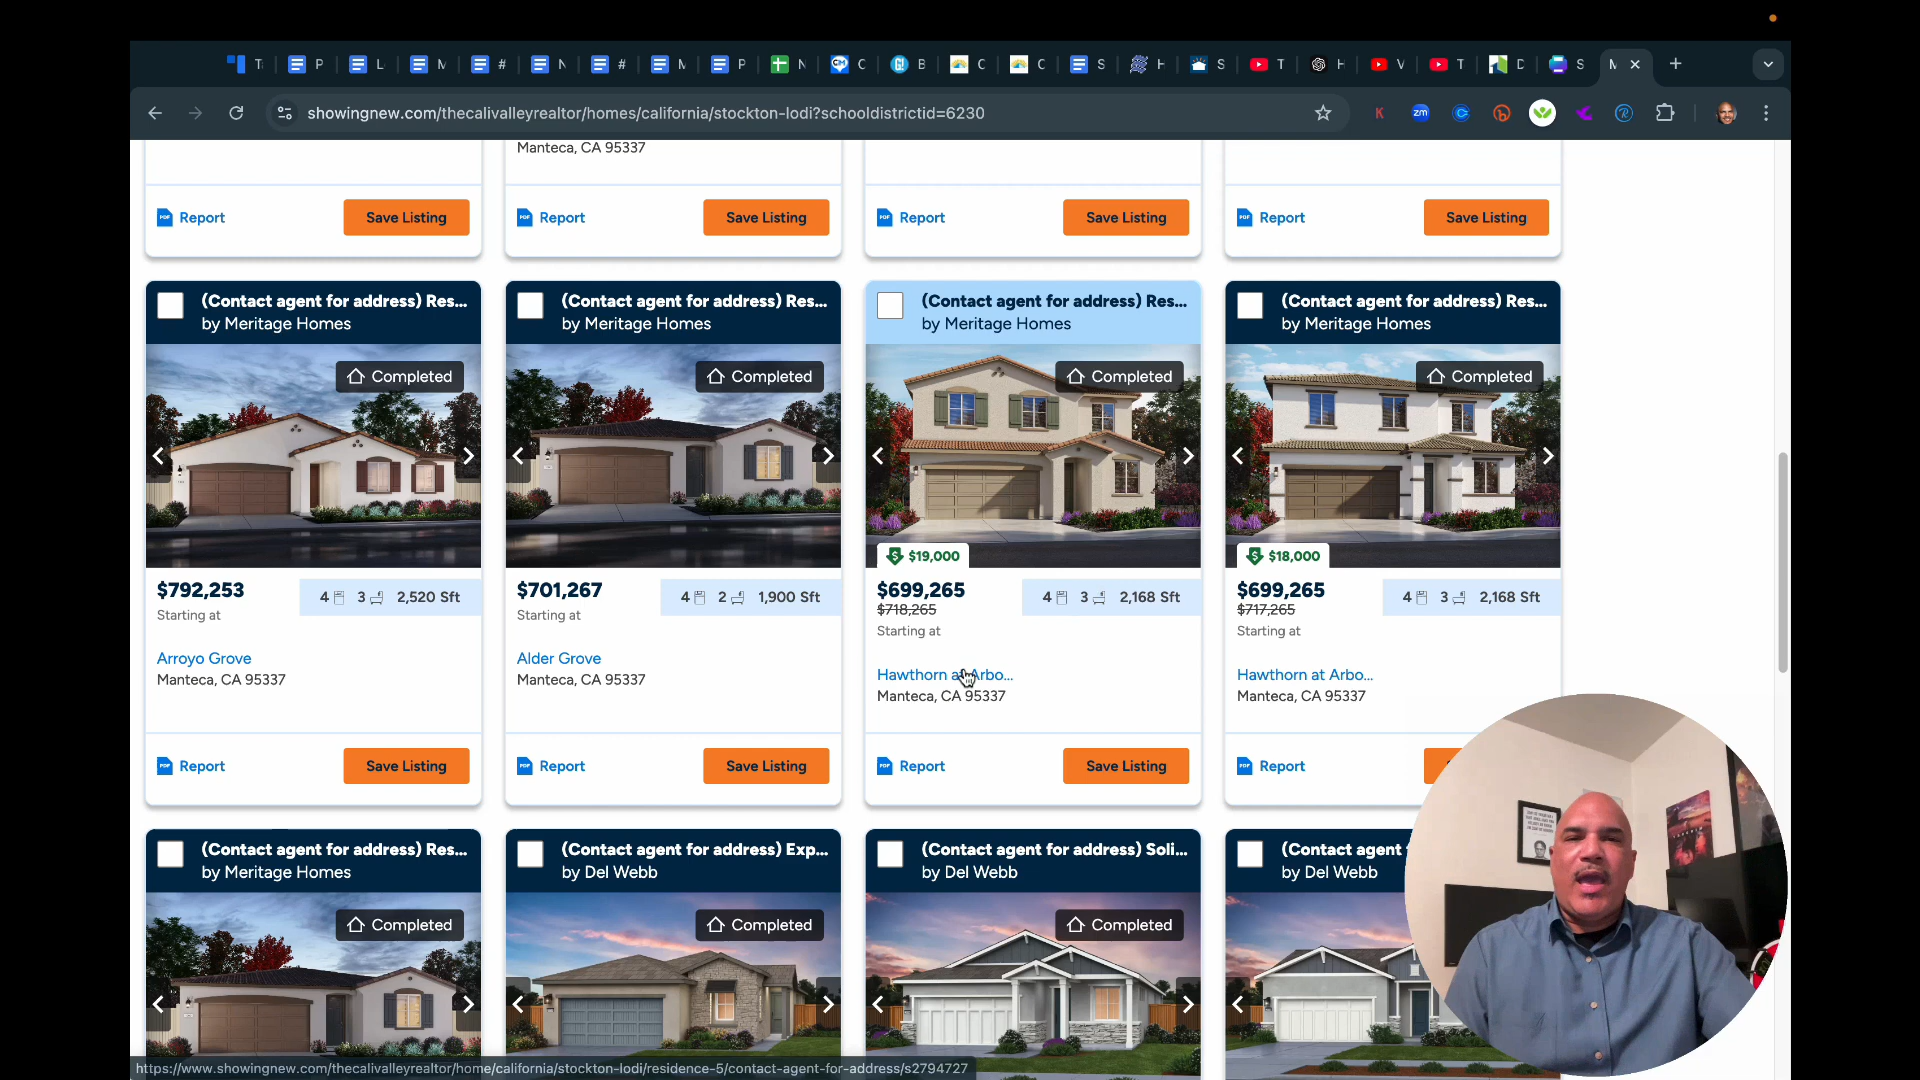 T
P
L
M
#
N
#
M
P
N
C
B
C
C
S
H
S
T
H
V
T
D
S
M
showingnew.com/thecalivalleyrealtor/homes/california/stockton-lodi?schooldistrictid=6230
K
zm
Manteca, CA 95337
Report
Save Listing
Report
Save Listing
Report
Save Listing
Report
Save Listing
(Contact agent for address) Res...
by Meritage Homes
Completed
$792,253
4 3 2,520 Sft
Starting at
Arroyo Grove
Manteca, CA 95337
Report
Save Listing
(Contact agent for address) Res...
by Meritage Homes
Completed
$701,267
4 2 1,900 Sft
Starting at
Alder Grove
Manteca, CA 95337
Report
Save Listing
(Contact agent for address) Res...
by Meritage Homes
Completed
$19,000
$699,265
4 3 2,168 Sft
$718,265
Starting at
Hawthorn at Arbo...
Manteca, CA 95337
Report
Save Listing
(Contact agent for address) Res...
by Meritage Homes
Completed
$18,000
$699,265
4 3 2,168 Sft
$717,265
Starting at
Hawthorn at Arbo...
Manteca, CA 95337
Report
(Contact agent for address) Res...
by Meritage Homes
Completed
(Contact agent for address) Exp...
by Del Webb
Completed
(Contact agent for address) Soli...
by Del Webb
Completed
(Contact agent
by Del Webb
https://www.showingnew.com/thecalivalleyrealtor/home/california/stockton-lodi/residence-5/contact-agent-for-address/s2794727